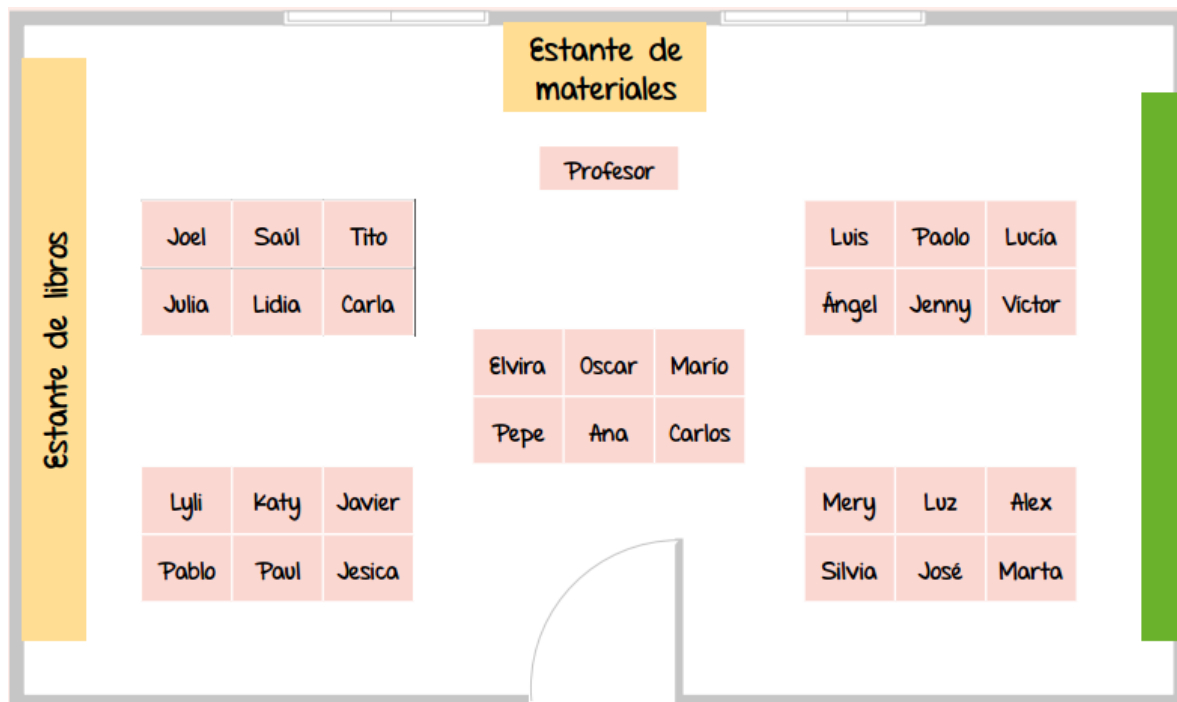 Estante de
materiales
Profesor
Estante de libros
Joel Saúl Tito
Julia Lidia Carla
Luis Paolo Lucía
Ángel Jenny Víctor
Elvira Oscar Marío
Pepe Ana Carlos
Lyli Katy Javier
Pablo Paul Jesica
Mery Luz Alex
Silvia José Marta